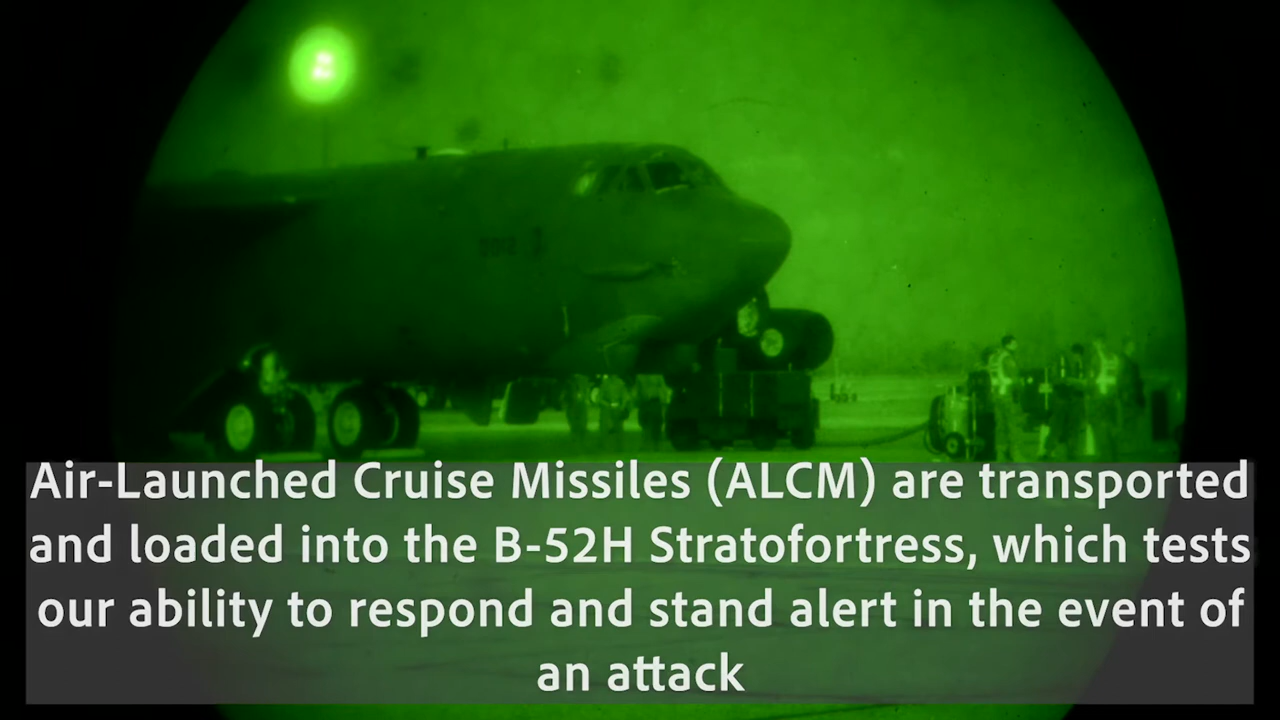 Air-Launched Cruise Missiles (ALCM) are transported
and loaded into the B-52H Stratofortress, which tests
our ability to respond and stand alert in the event of
an attack